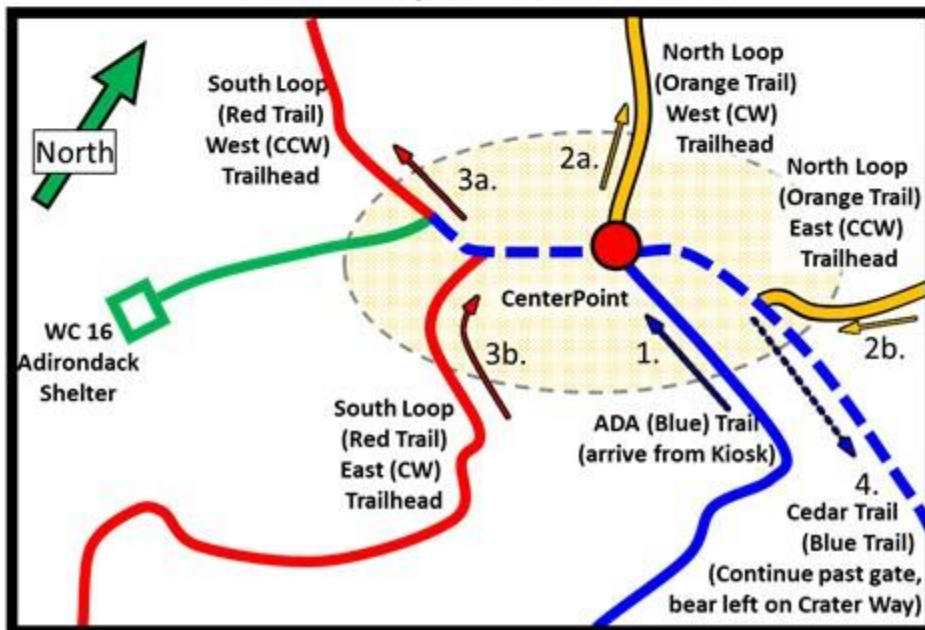 North
South Loop
(Red Trail)
West (CCW)
Trailhead
3a.
2a.
North Loop
(Orange Trail)
West (CW)
Trailhead
North Loop
(Orange Trail)
East (CCW)
Trailhead
2b.
CenterPoint
WC 16
Adirondack
Shelter
3b.
1.
South Loop
(Red Trail)
East (CW)
Trailhead
ADA (Blue) Trail
(arrive from Kiosk)
4.
Cedar Trail
(Blue Trail)
(Continue past gate,
bear left on Crater Way)